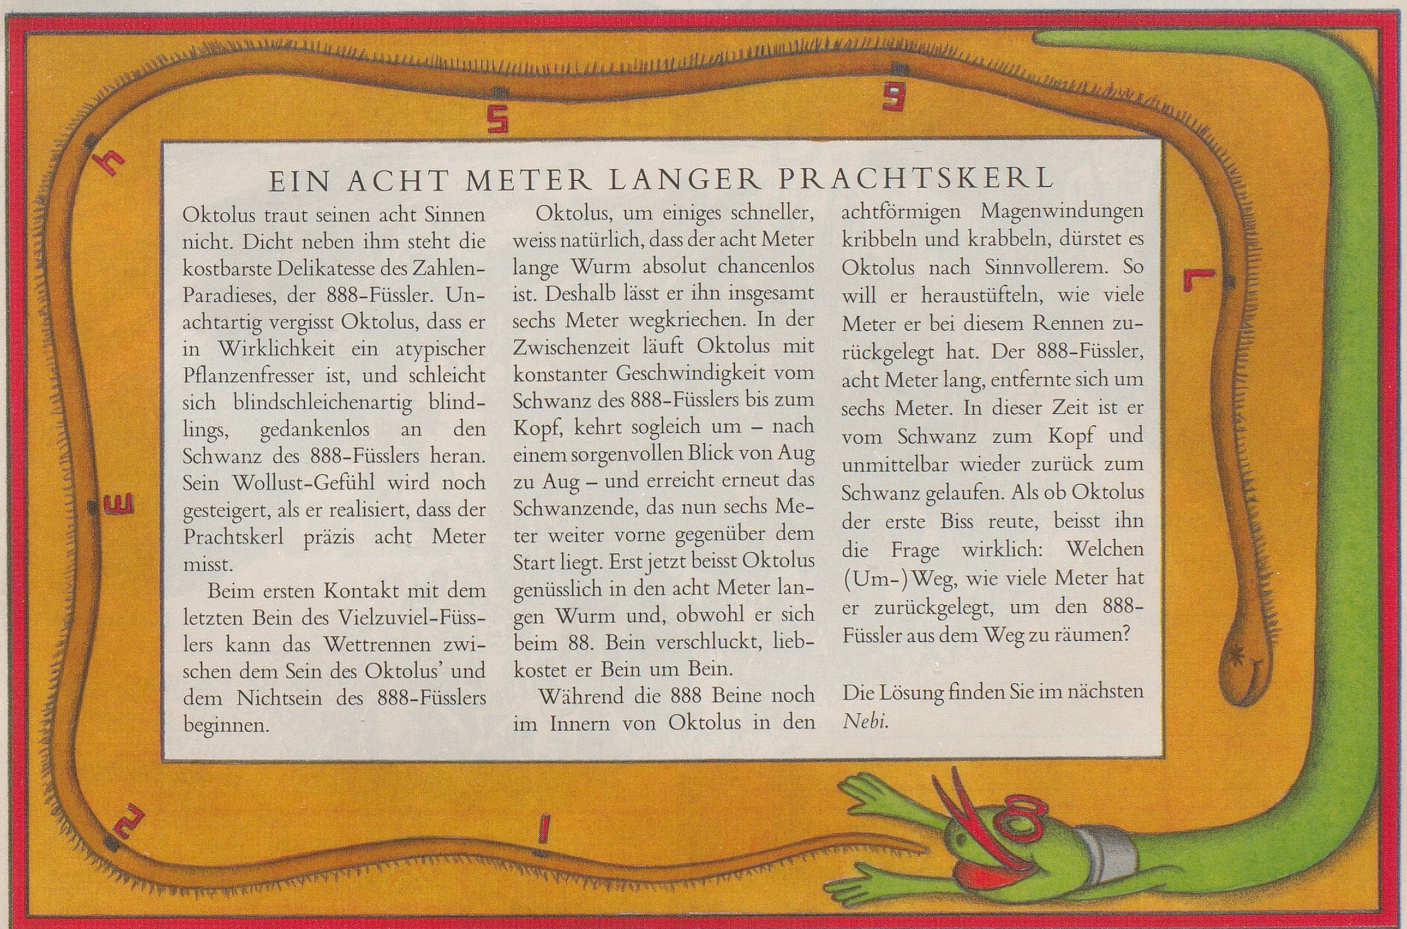 EIN ACHT METER LANGER PRACHTSKERL
Oktolus traut seinen acht Sinnen
nicht. Dicht neben ihm steht die
kostbarste Delikatesse des Zahlen-
Paradieses, der 888-Füssler. Un-
achtartig vergisst Oktolus, dass er
in Wirklichkeit ein atypischer
Pflanzenfresser ist, und schleicht
sich blindschleichenartig blind-
lings, gedankenlos an den
Schwanz des 888-Füsslers heran.
Sein Wollust-Gefühl wird noch
gesteigert, als er realisiert, dass der
Prachtskerl präzis acht Meter
misst.
Beim ersten Kontakt mit dem
letzten Bein des Vielzuviel-Füss-
lers kann das Wettrennen zwi-
schen dem Sein des Oktolus' und
dem Nichtsein des 888-Füsslers
beginnen.
Oktolus, um einiges schneller,
weiss natürlich, dass der acht Meter
lange Wurm absolut chancenlos
ist. Deshalb lässt er ihn insgesamt
sechs Meter wegkriechen. In der
Zwischenzeit läuft Oktolus mit
konstanter Geschwindigkeit vom
Schwanz des 888-Füsslers bis zum
Kopf, kehrt sogleich um – nach
einem sorgenvollen Blick von Aug
zu Aug – und erreicht erneut das
Schwanzende, das nun sechs Me-
ter weiter vorne gegenüber dem
Start liegt. Erst jetzt beisst Oktolus
genüsslich in den acht Meter lan-
gen Wurm und, obwohl er sich
beim 88. Bein verschluckt, lieb-
kostet er Bein um Bein.
Während die 888 Beine noch
im Innern von Oktolus in den
achtförmigen Magenwindungen
kribbeln und krabbeln, dürstet es
Oktolus nach Sinnvollerem. So
will er heraustüfteln, wie viele
Meter er bei diesem Rennen zu-
rückgelegt hat. Der 888-Füssler,
acht Meter lang, entfernte sich um
sechs Meter. In dieser Zeit ist er
vom Schwanz zum Kopf und
unmittelbar wieder zurück zum
Schwanz gelaufen. Als ob Oktolus
der erste Biss reute, beisst ihn
die Frage wirklich: Welchen
(Um-)Weg, wie viele Meter hat
er zurückgelegt, um den 888-
Füssler aus dem Weg zu räumen?
Die Lösung finden Sie im nächsten
Nebi.
1
2
3
4
5
6
7